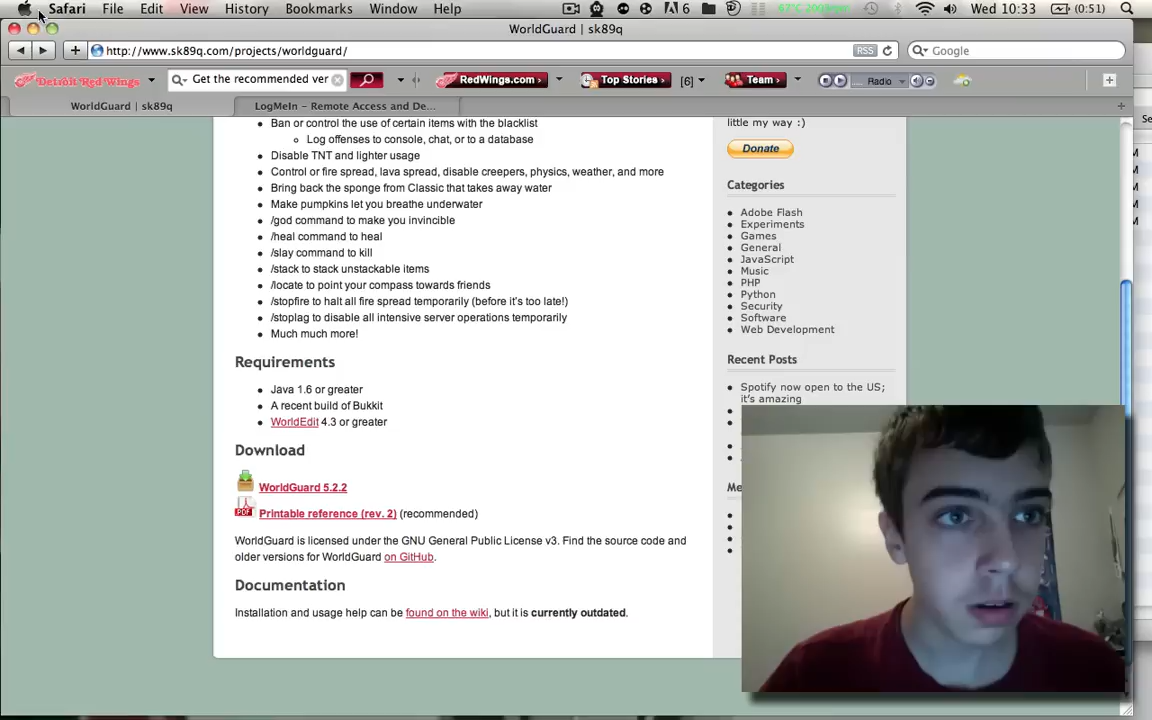 Safari File Edit View History Bookmarks Window Help
6
67°C
Wed 10:33
(0:51)
WorldGuard | sk89q
http://www.sk89q.com/projects/worldguard/
RSS
Google
Detroit Red Wings
Get the recommended ver
RedWings.com
Top Stories
[6]
Team
Radio
WorldGuard | sk89q
LogMeIn – Remote Access and De...
Ban or control the use of certain items with the blacklist
Log offenses to console, chat, or to a database
Disable TNT and lighter usage
Control or fire spread, lava spread, disable creepers, physics, weather, and more
Bring back the sponge from Classic that takes away water
Make pumpkins let you breathe underwater
/god command to make you invincible
/heal command to heal
/slay command to kill
/stack to stack unstackable items
/locate to point your compass towards friends
/stopfire to halt all fire spread temporarily (before it's too late!)
/stoplag to disable all intensive server operations temporarily
Much much more!
Requirements
Java 1.6 or greater
A recent build of Bukkit
WorldEdit 4.3 or greater
Download
WorldGuard 5.2.2
PDF
Printable reference (rev. 2) (recommended)
WorldGuard is licensed under the GNU General Public License v3. Find the source code and
older versions for WorldGuard on GitHub.
Documentation
Installation and usage help can be found on the wiki, but it is currently outdated.
little my way :)
Donate
Categories
Adobe Flash
Experiments
Games
General
JavaScript
Music
PHP
Python
Security
Software
Web Development
Recent Posts
Spotify now open to the US;
it's amazing
Me
Se
M
M
M
M
M